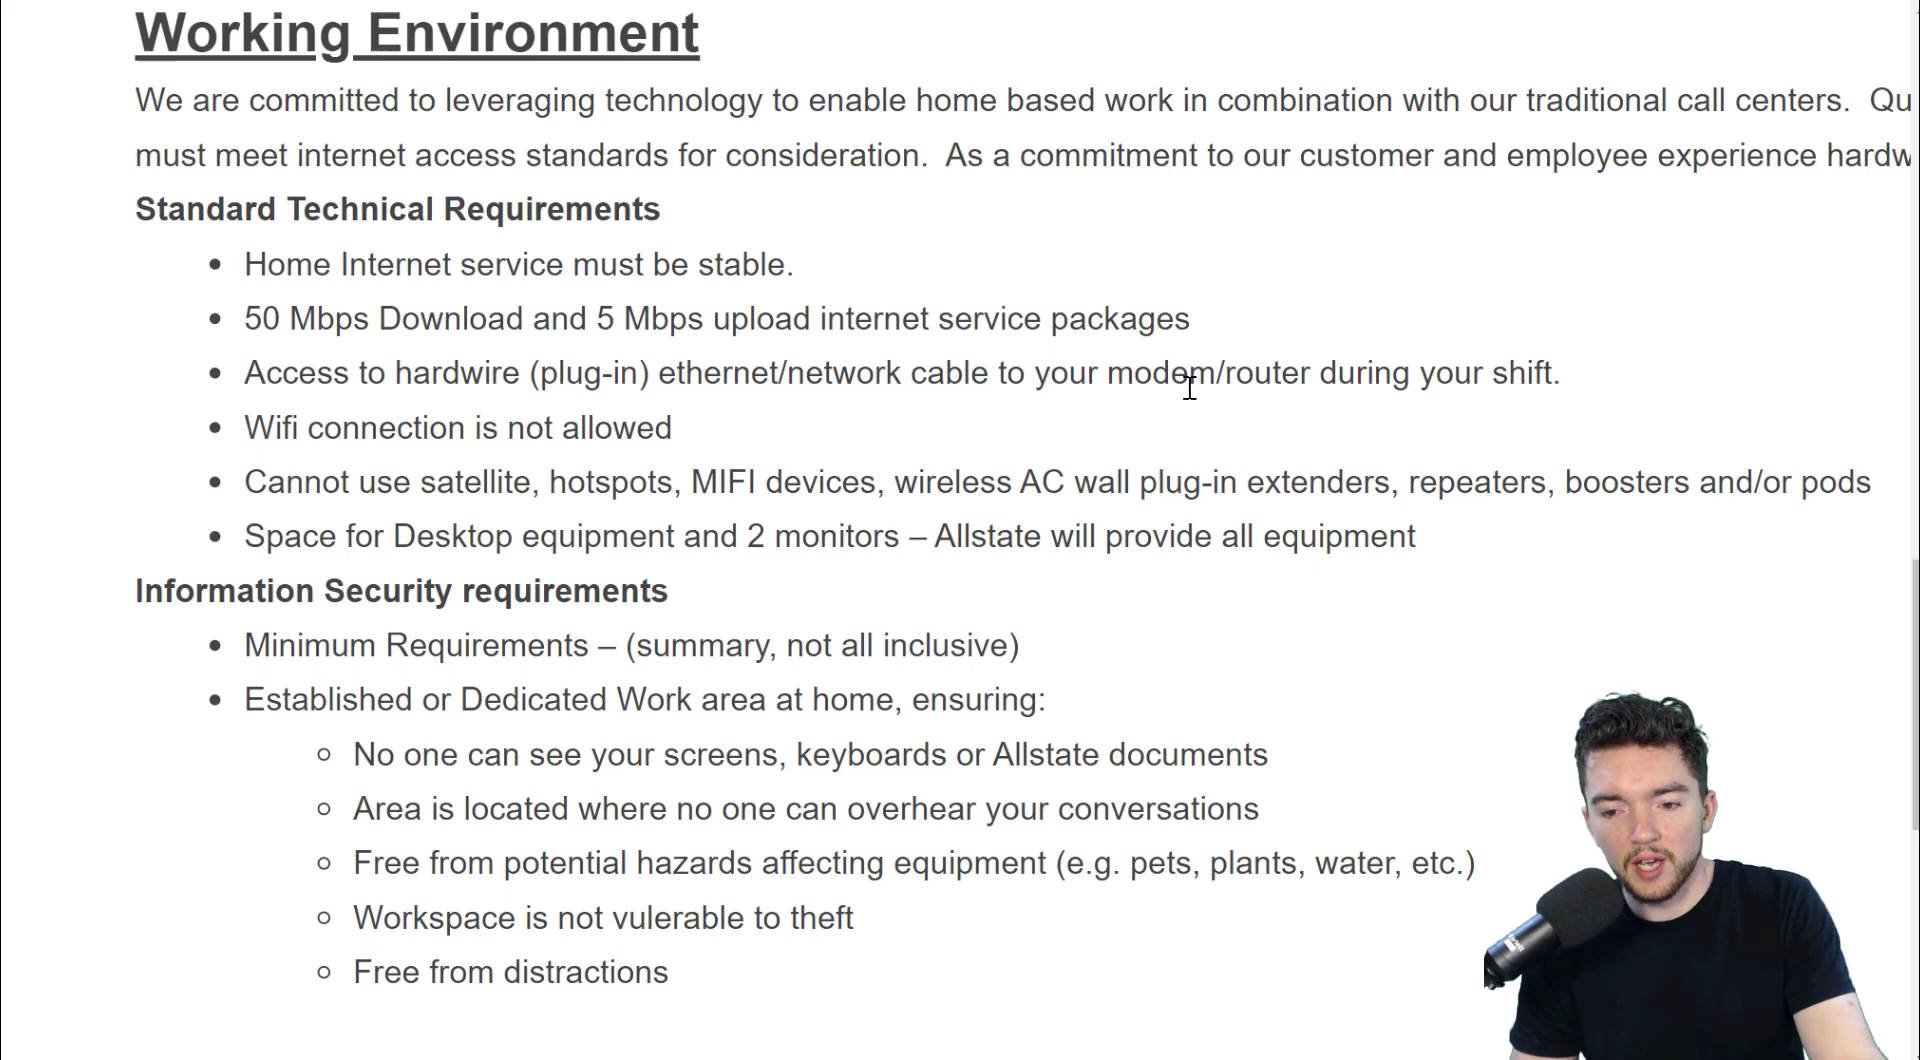 Working Environment
We are committed to leveraging technology to enable home based work in combination with our traditional call centers.  Qu
must meet internet access standards for consideration.  As a commitment to our customer and employee experience hardw
Standard Technical Requirements
• Home Internet service must be stable.
• 50 Mbps Download and 5 Mbps upload internet service packages
• Access to hardwire (plug-in) ethernet/network cable to your modem/router during your shift.
• Wifi connection is not allowed
• Cannot use satellite, hotspots, MIFI devices, wireless AC wall plug-in extenders, repeaters, boosters and/or pods
• Space for Desktop equipment and 2 monitors – Allstate will provide all equipment
Information Security requirements
• Minimum Requirements – (summary, not all inclusive)
• Established or Dedicated Work area at home, ensuring:
○ No one can see your screens, keyboards or Allstate documents
○ Area is located where no one can overhear your conversations
○ Free from potential hazards affecting equipment (e.g. pets, plants, water, etc.)
○ Workspace is not vulerable to theft
○ Free from distractions